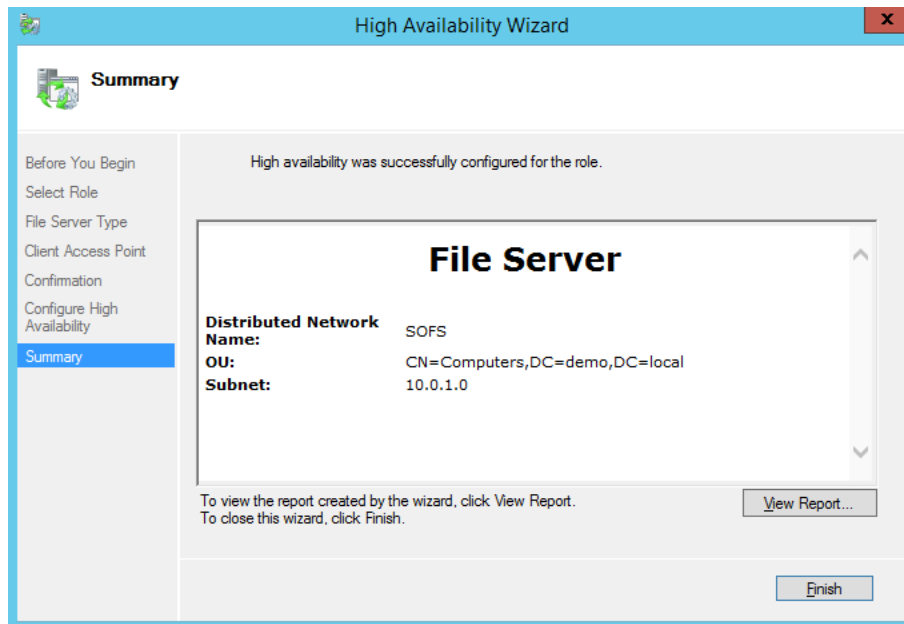 High Availability Wizard
x
Summary
Before You Begin
Select Role
File Server Type
Client Access Point
Confirmation
Configure High
Availability
Summary
High availability was successfully configured for the role.
File Server
Distributed Network
Name:
SOFS
OU:
CN=Computers,DC=demo,DC=local
Subnet:
10.0.1.0
To view the report created by the wizard, click View Report.
To close this wizard, click Finish.
View Report...
Finish